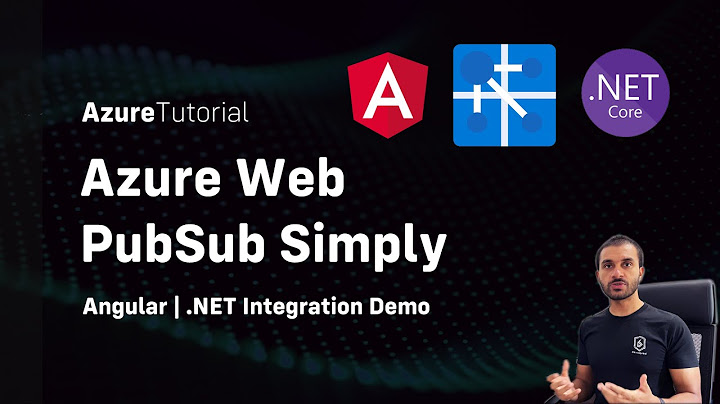 AzureTutorial
A
.NET
Core
Azure Web
PubSub Simply
Angular | .NET Integration Demo